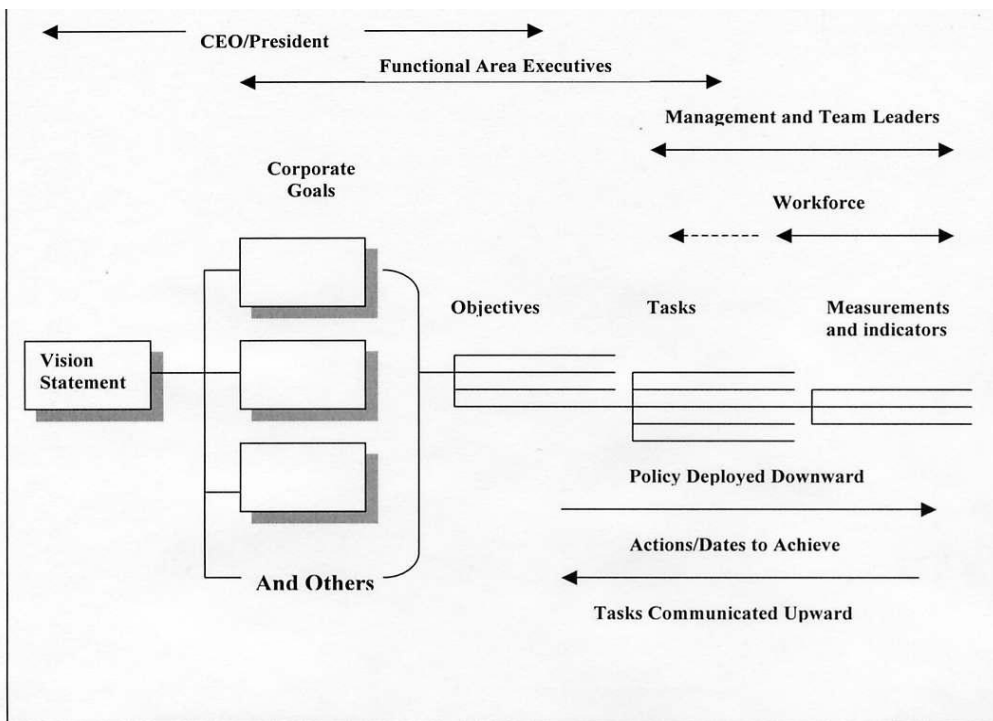 CEO/President
Functional Area Executives
Management and Team Leaders
Corporate
Goals
Workforce
Objectives
Tasks
Measurements
and indicators
Vision
Statement
Policy Deployed Downward
Actions/Dates to Achieve
And Others
Tasks Communicated Upward